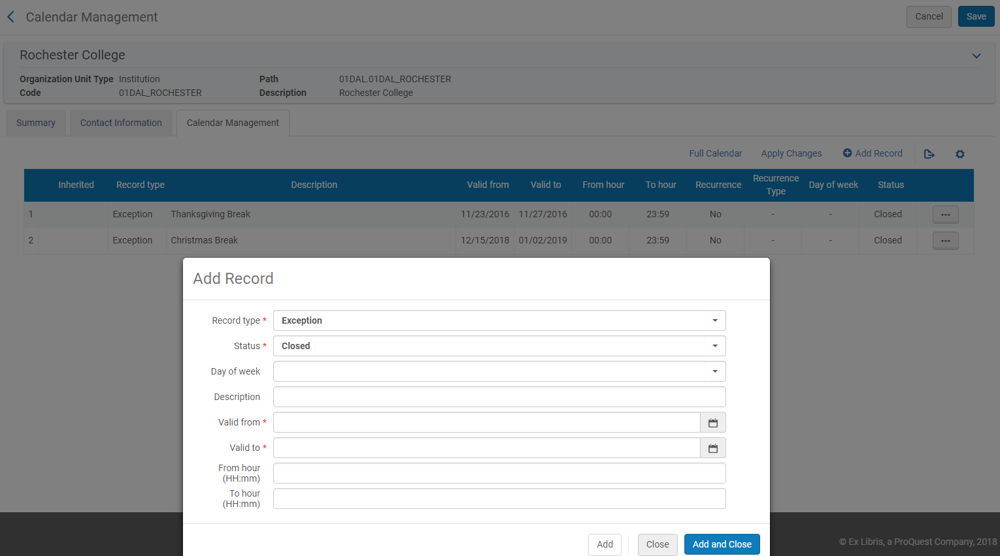 Calendar Management
Cancel
Save
Rochester College
Organization Unit Type Institution Path 01DAL.01DAL_ROCHESTER
Code 01DAL_ROCHESTER Description Rochester College
Summary Contact Information Calendar Management
Full Calendar Apply Changes Add Record
Inherited Record type Description Valid from Valid to From hour To hour Recurrence Recurrence Type Day of week Status
1 Exception Thanksgiving Break 11/23/2016 11/27/2016 00:00 23:59 No - - Closed
2 Exception Christmas Break 12/15/2018 01/02/2019 00:00 23:59 No - - Closed
Add Record
Record type * Exception
Status * Closed
Day of week
Description
Valid from *
Valid to *
From hour
(HH:mm)
To hour
(HH:mm)
Add Close Add and Close
© Ex Libris, a ProQuest Company, 2018